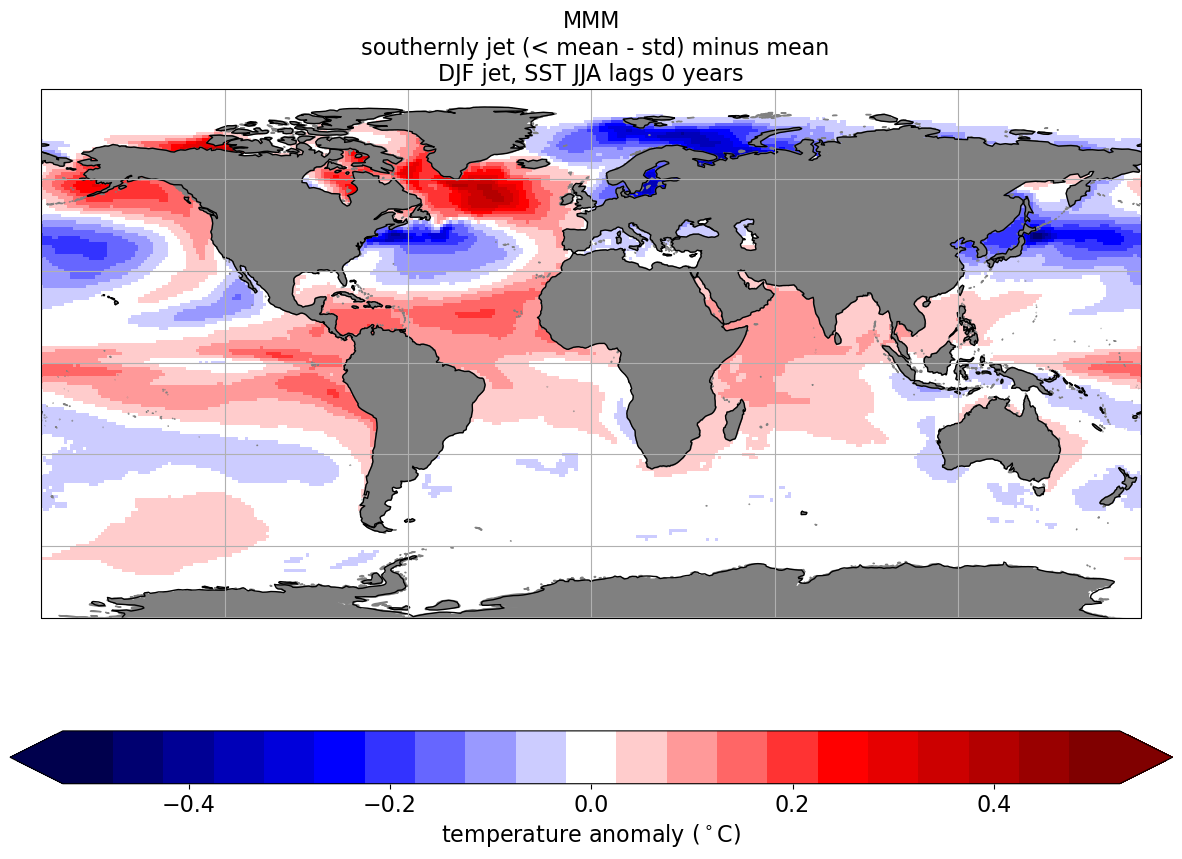 MMM
southernly jet (< mean - std) minus mean
DJF jet, SST JJA lags 0 years
−0.4 −0.2 0.0 0.2 0.4
temperature anomaly (°C)